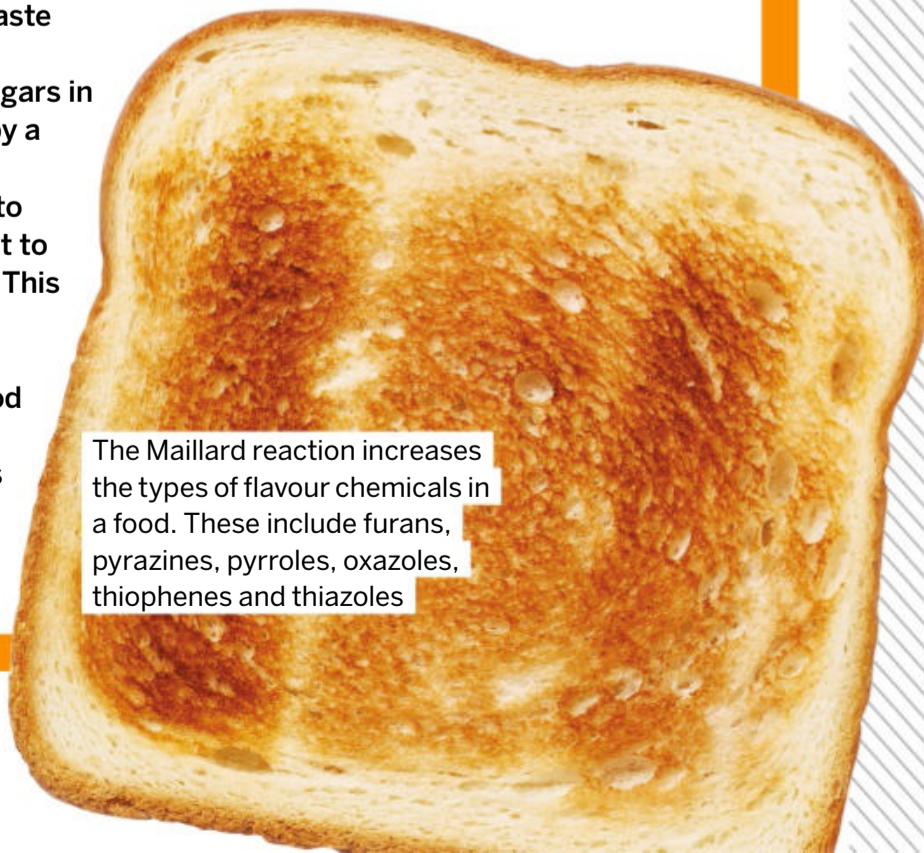 aste
gars in
by a
to
t to
This
od
s
The Maillard reaction increases
the types of flavour chemicals in
a food. These include furans,
pyrazines, pyrroles, oxazoles,
thiophenes and thiazoles